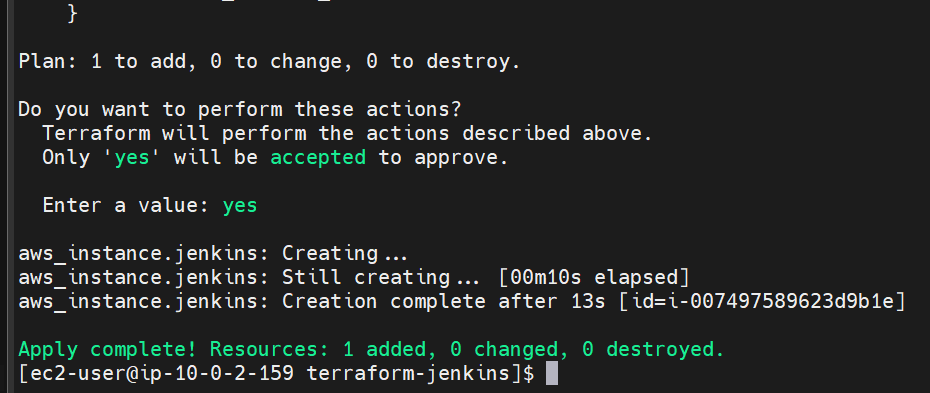 }
Plan: 1 to add, 0 to change, 0 to destroy.
Do you want to perform these actions?
Terraform will perform the actions described above.
Only 'yes' will be accepted to approve.
Enter a value: yes
aws_instance.jenkins: Creating...
aws_instance.jenkins: Still creating... [00m10s elapsed]
aws_instance.jenkins: Creation complete after 13s [id=i-007497589623d9b1e]
Apply complete! Resources: 1 added, 0 changed, 0 destroyed.
[ec2-user@ip-10-0-2-159 terraform-jenkins]$